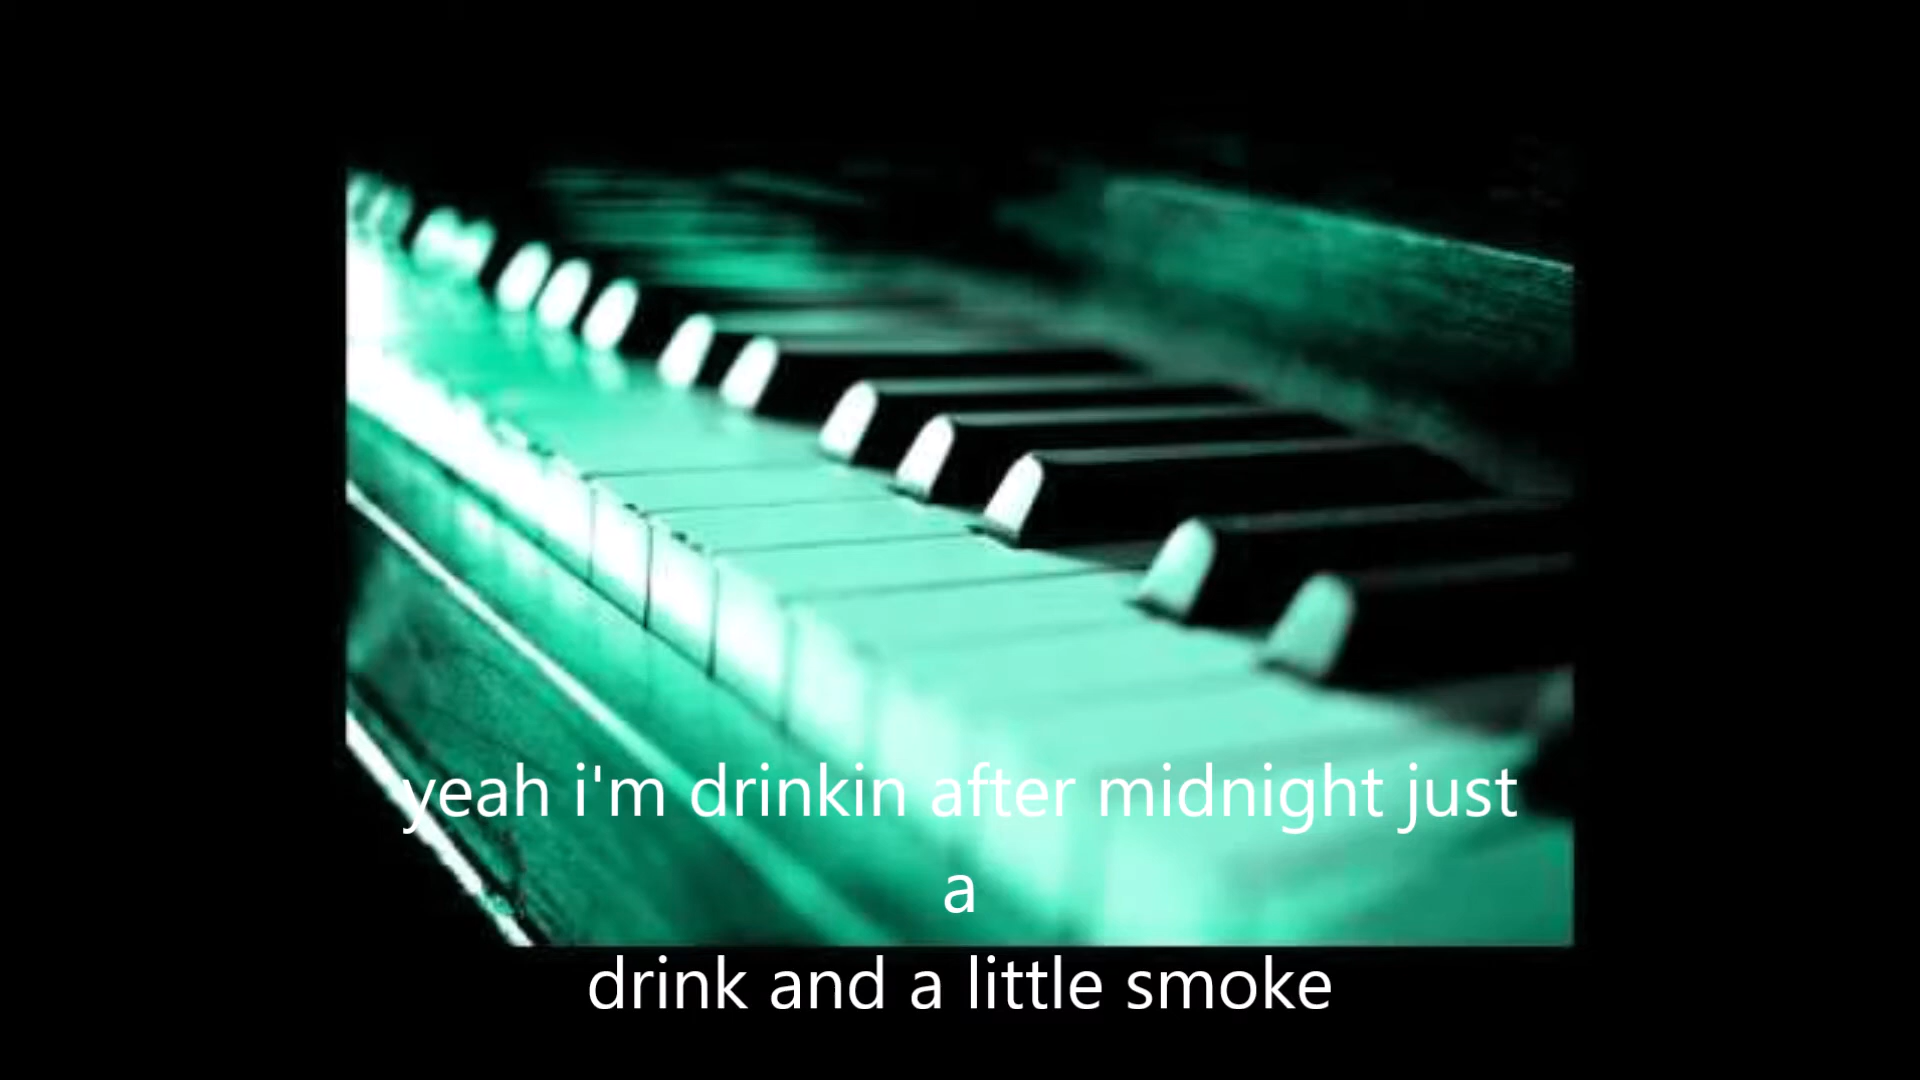 yeah i'm drinkin after midnight just
a
drink and a little smoke